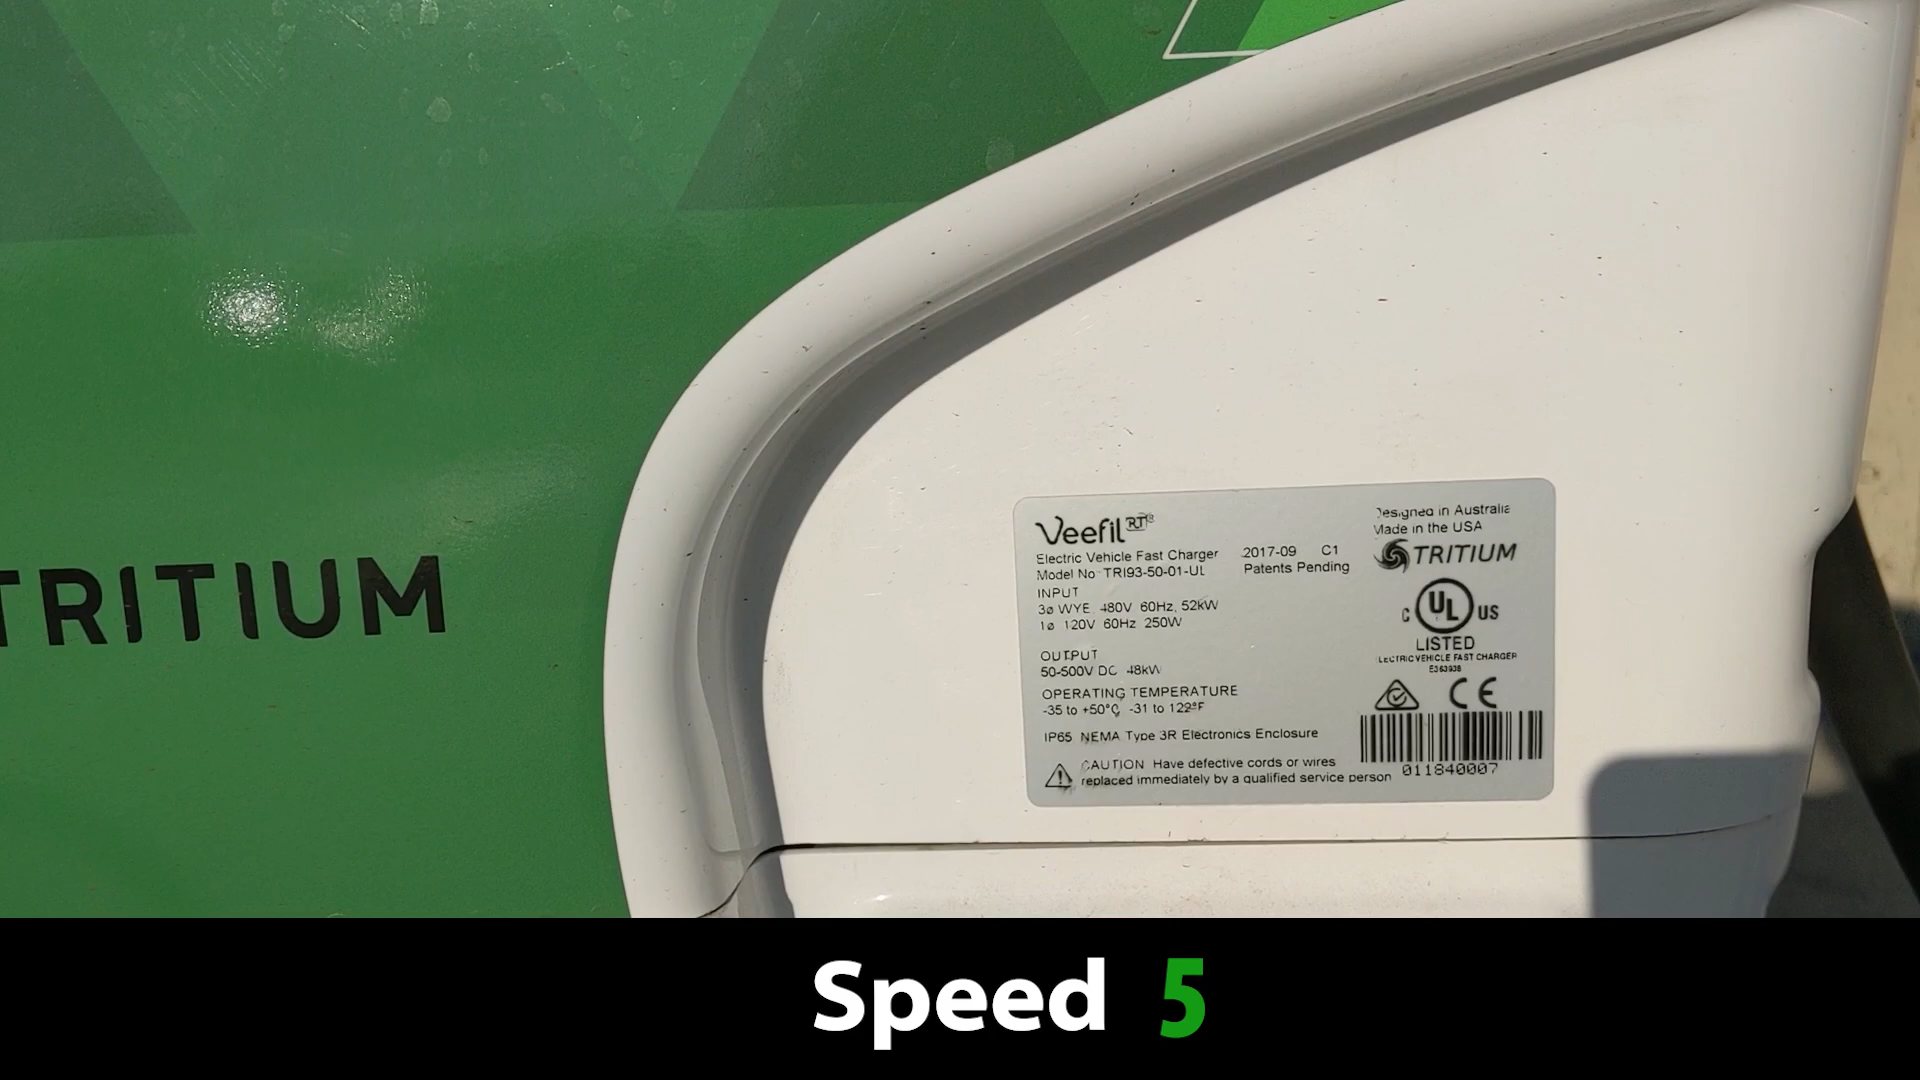 TRITIUM
Veefil RT®
Electric Vehicle Fast Charger
Model No TRI93-50-01-UL
2017-09 C1
Patents Pending
INPUT
3ø WYE 480V 60Hz, 52kW
1ø 120V 60Hz 250W
OUTPUT
50-500V DC 48kW
OPERATING TEMPERATURE
-35 to +50°C -31 to 122°F
IP65 NEMA Type 3R Electronics Enclosure
CAUTION Have defective cords or wires
replaced immediately by a qualified service person
Designed in Australia
Made in the USA
TRITIUM
C UL US
LISTED
ELECTRIC VEHICLE FAST CHARGER
E363938
CE
011840007
Speed 5